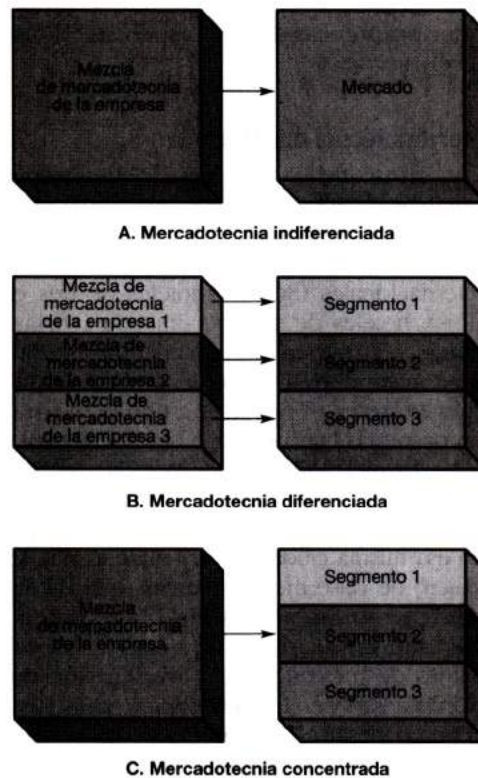 Mezcla
de mercadotecnia
de la empresa
Mercado
A. Mercadotecnia indiferenciada
Mezcla de
mercadotecnia
de la empresa 1
Segmento 1
Mezcla de
mercadotecnia
de la empresa 2
Segmento 2
Mezcla de
mercadotecnia
de la empresa 3
Segmento 3
B. Mercadotecnia diferenciada
Mezcla
de mercadotecnia
de la empresa
Segmento 1
Segmento 2
Segmento 3
C. Mercadotecnia concentrada